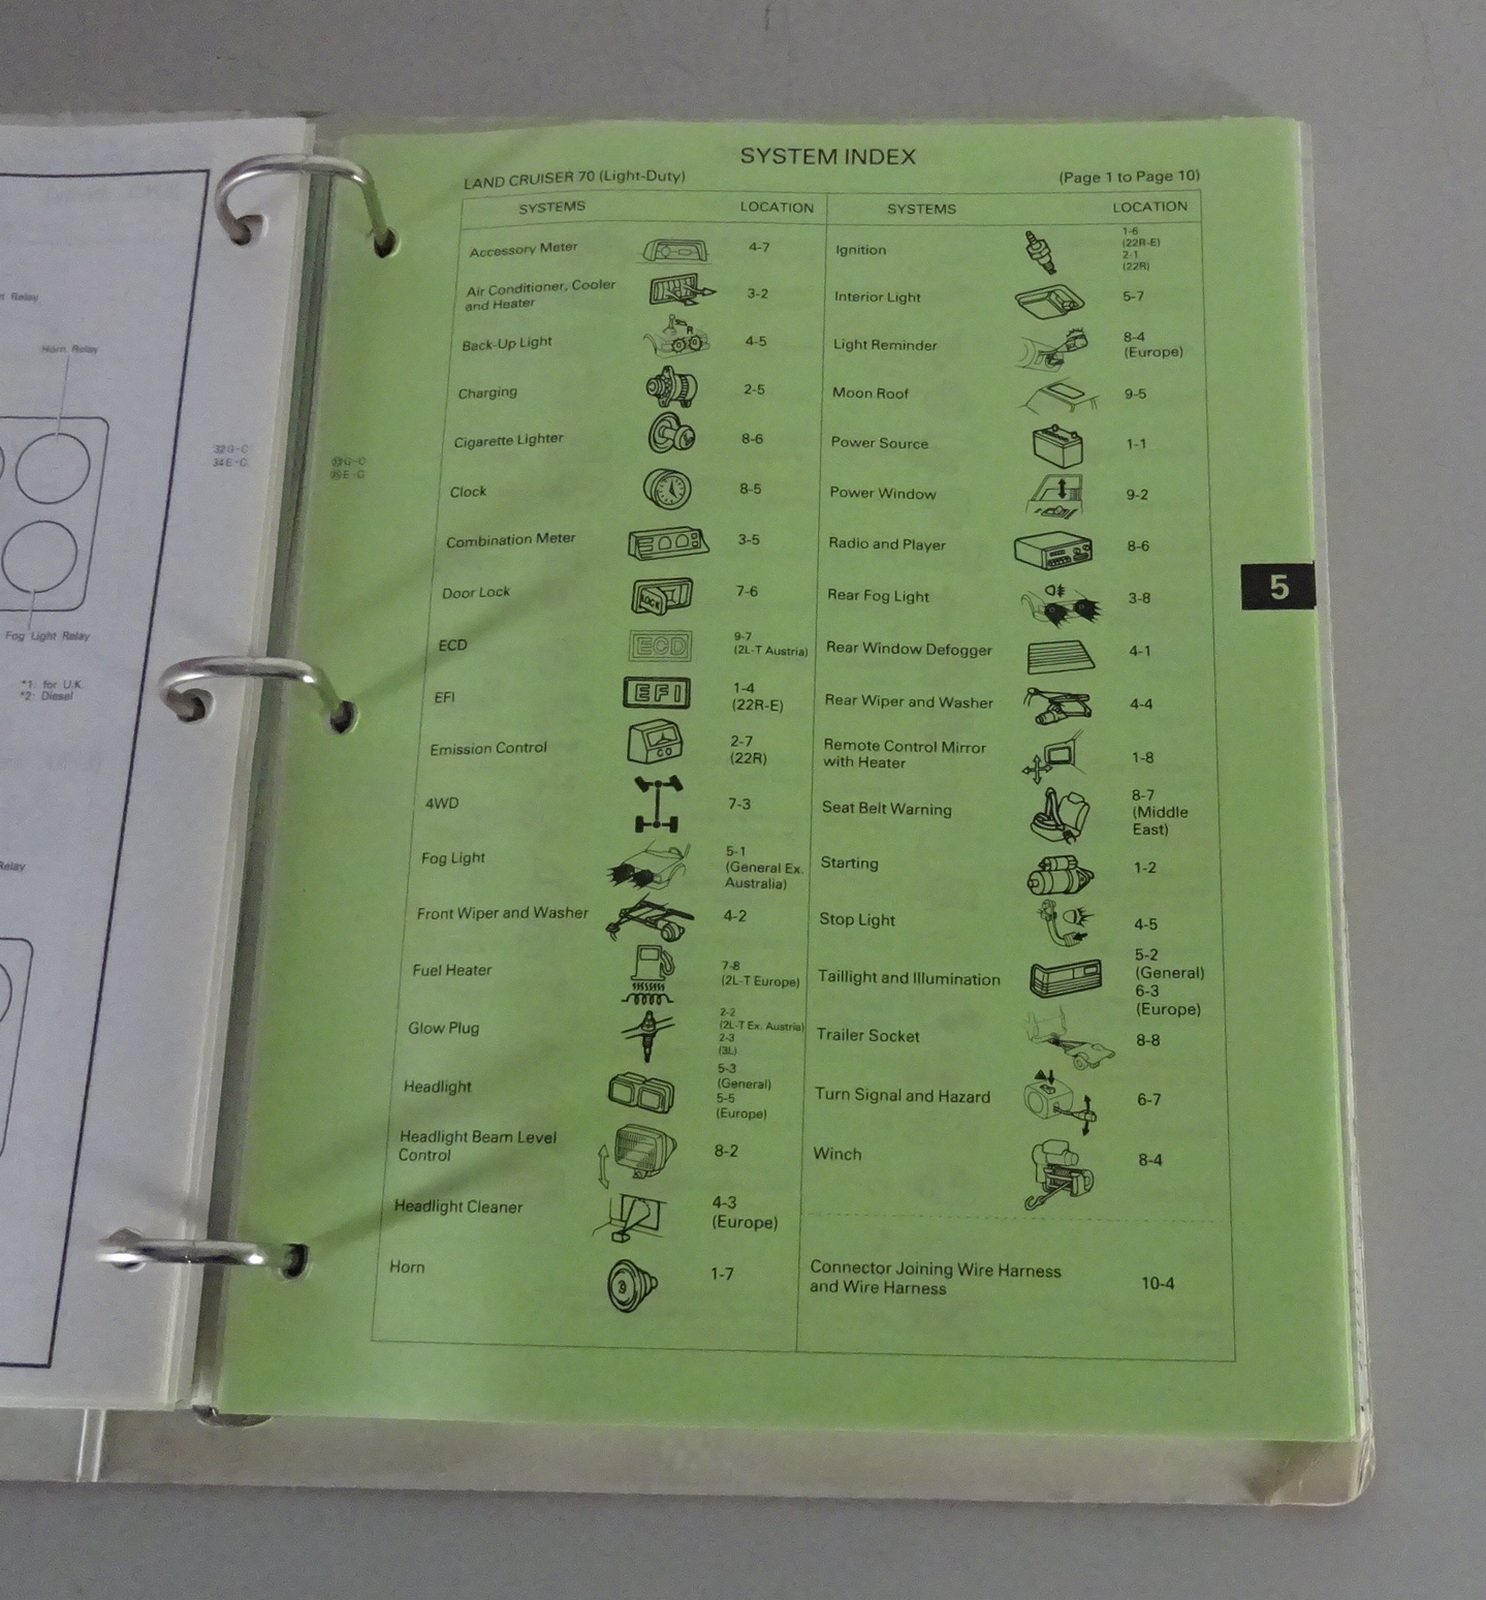 Horn Relay
32G-C
34E-C
Fog Light Relay
*1: for U.K.
*2: Diesel
SYSTEM INDEX
LAND CRUISER 70 (Light-Duty)
(Page 1 to Page 10)
SYSTEMS LOCATION
Accessory Meter 4-7
Air Conditioner, Cooler
and Heater 3-2
Back-Up Light R 4-5
Charging 2-5
Cigarette Lighter 8-6
Clock 8-5
Combination Meter 3-5
Door Lock LOCK 7-6
ECD ECD 9-7
(2L-T Austria)
EFI EFI 1-4
(22R-E)
Emission Control 2-7
(22R)
4WD 7-3
Fog Light 5-1
(General Ex.
Australia)
Front Wiper and Washer 4-2
Fuel Heater 7-8
(2L-T Europe)
Glow Plug 2-2
(2L-T Ex. Austria)
2-3
(3L)
Headlight 5-3
(General)
5-5
(Europe)
Headlight Beam Level
Control 8-2
Headlight Cleaner 4-3
(Europe)
Horn 1-7
SYSTEMS LOCATION
Ignition 1-6
(22R-E)
2-1
(22R)
Interior Light 5-7
Light Reminder 8-4
(Europe)
Moon Roof 9-5
Power Source 1-1
Power Window 9-2
Radio and Player 8-6
Rear Fog Light 3-8
Rear Window Defogger 4-1
Rear Wiper and Washer 4-4
Remote Control Mirror
with Heater 1-8
Seat Belt Warning 8-7
(Middle
East)
Starting 1-2
Stop Light 4-5
Taillight and Illumination 5-2
(General)
6-3
(Europe)
Trailer Socket 8-8
Turn Signal and Hazard 6-7
Winch 8-4
Connector Joining Wire Harness
and Wire Harness 10-4
5